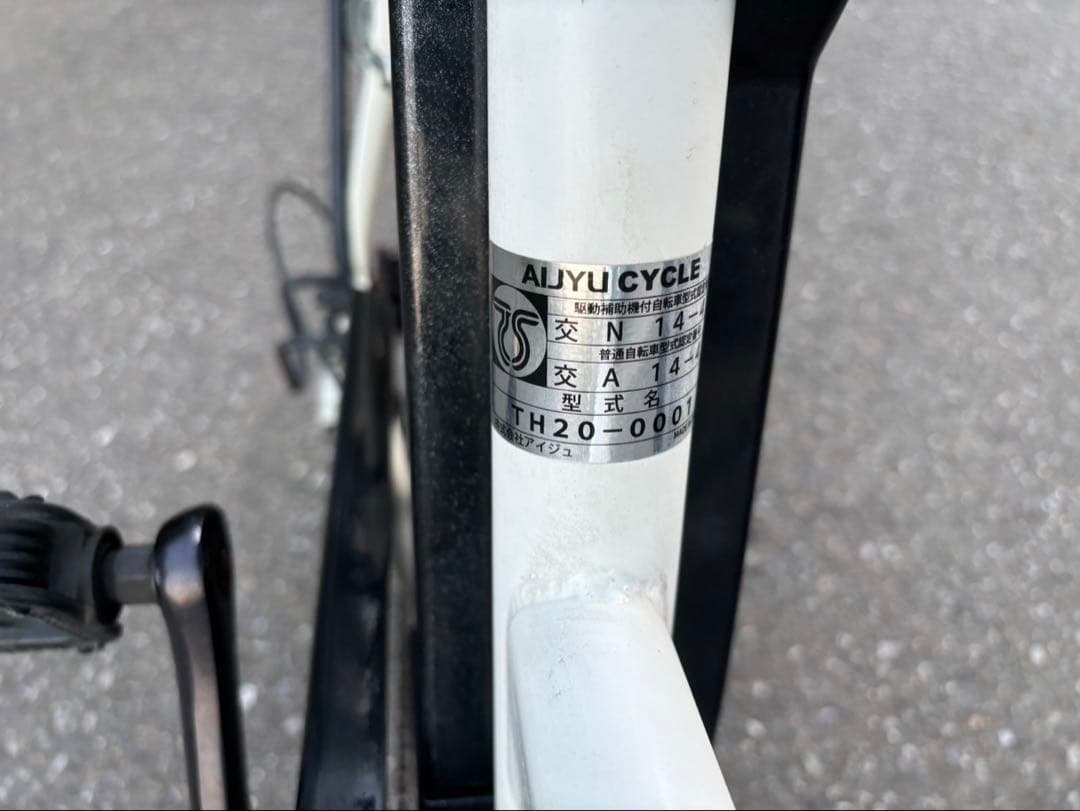 AIJYU CYCLE
駆動補助機付自転車型式認定
TS
交 N 14-
普通自転車型式認定番号
交 A 14-
型式名
TH20-0001
株式会社アイジュ
MADE